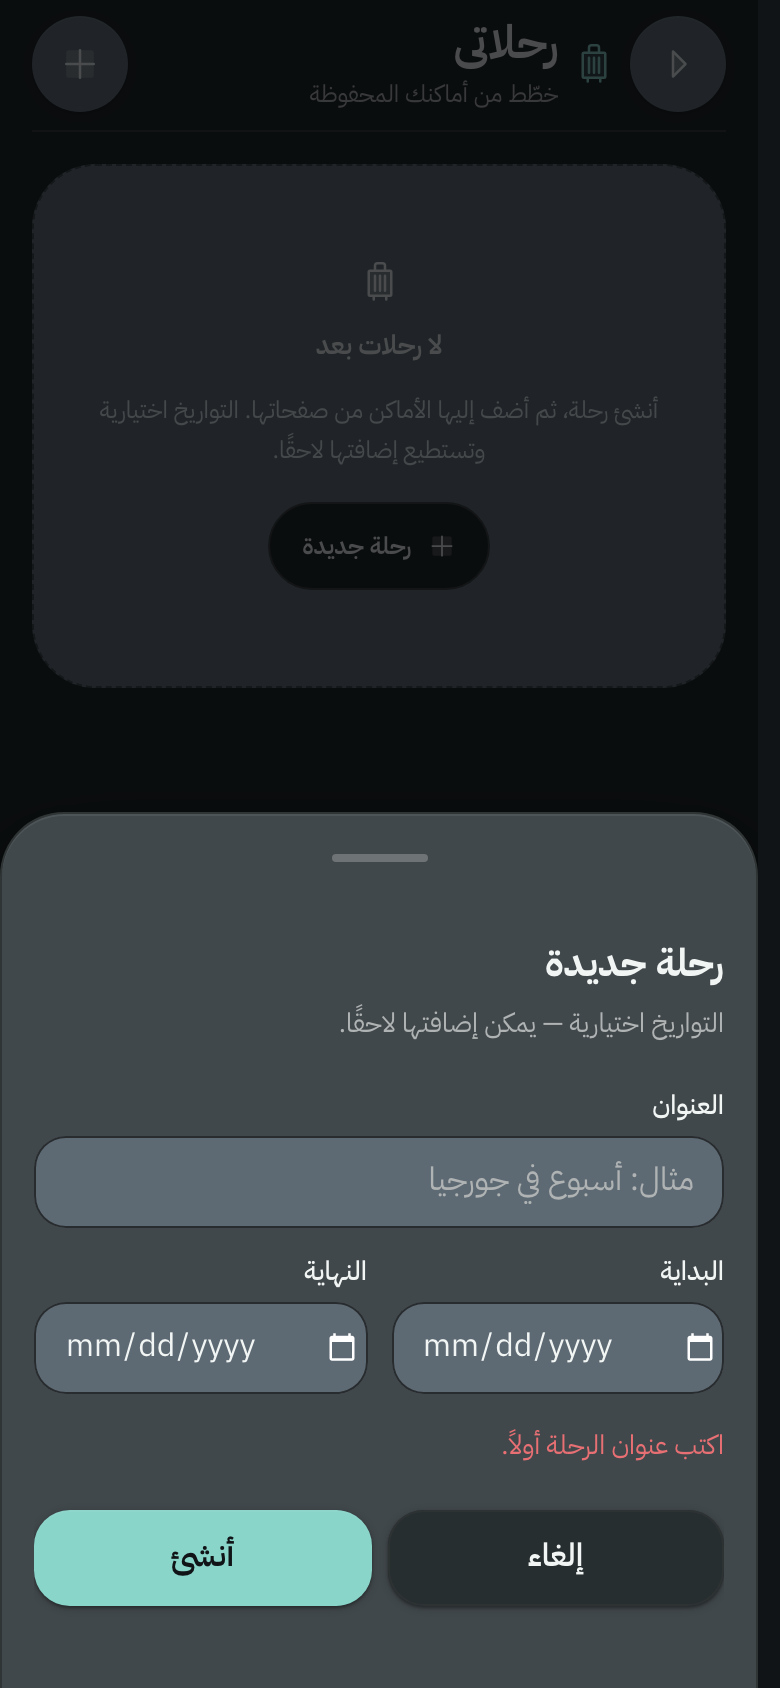 رحلاتي
خطّط من أماكنك المحفوظة
لا رحلات بعد
أنشئ رحلة، ثم أضف إليها الأماكن من صفحاتها. التواريخ اختيارية
وتستطيع إضافتها لاحقًا.
رحلة جديدة
رحلة جديدة
التواريخ اختيارية — يمكن إضافتها لاحقًا.
العنوان
مثال: أسبوع في جورجيا
البداية
النهاية
mm/dd/yyyy
mm/dd/yyyy
اكتب عنوان الرحلة أولاً.
إلغاء
أنشئ